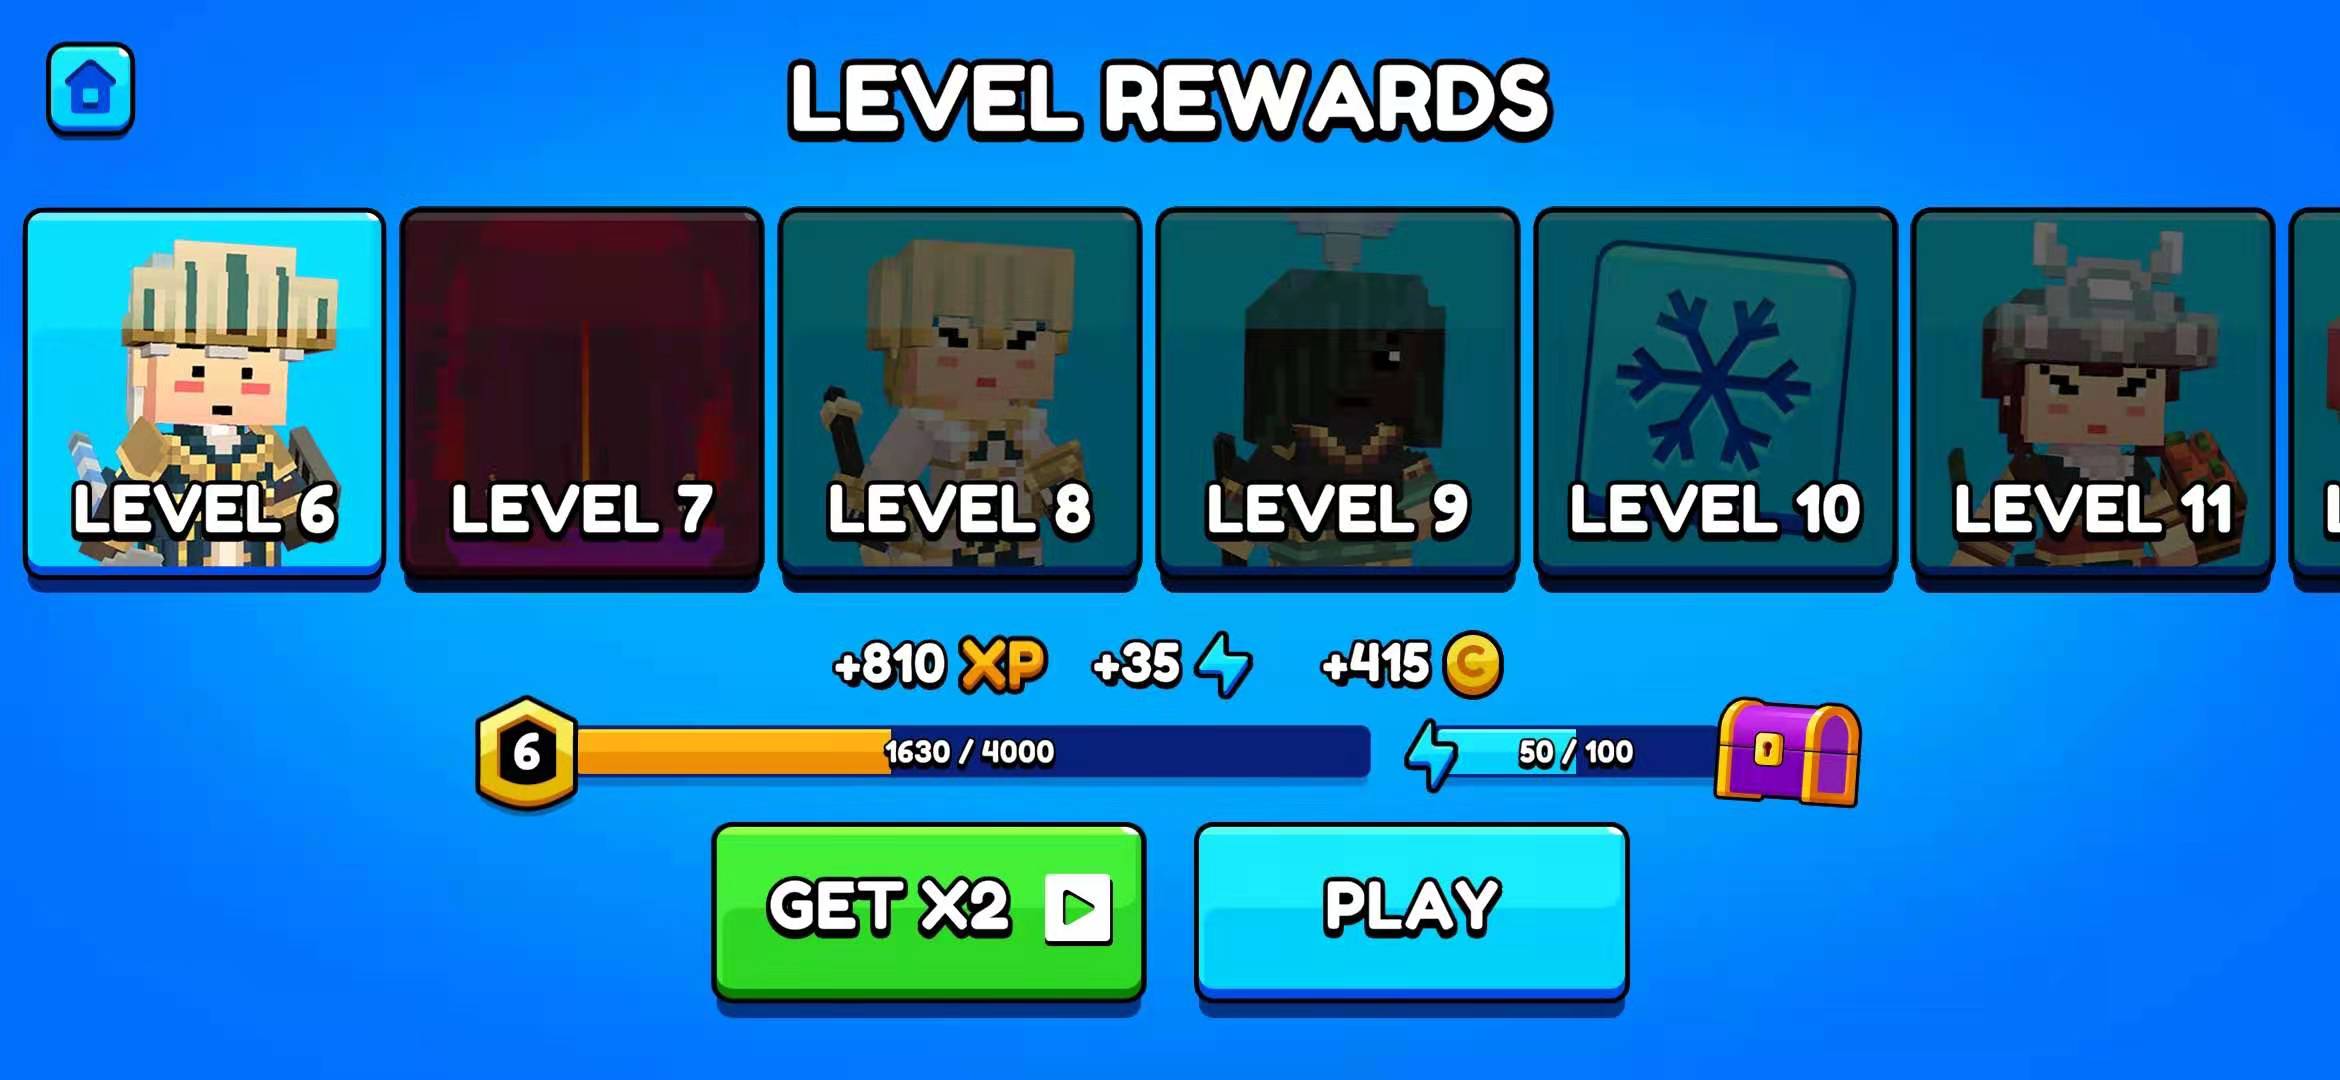 LEVEL REWARDS
LEVEL 6
LEVEL 7
LEVEL 8
LEVEL 9
LEVEL 10
LEVEL 11
+810 XP +35 +415 C
6 1630 / 4000 50 / 100
GET X2 PLAY